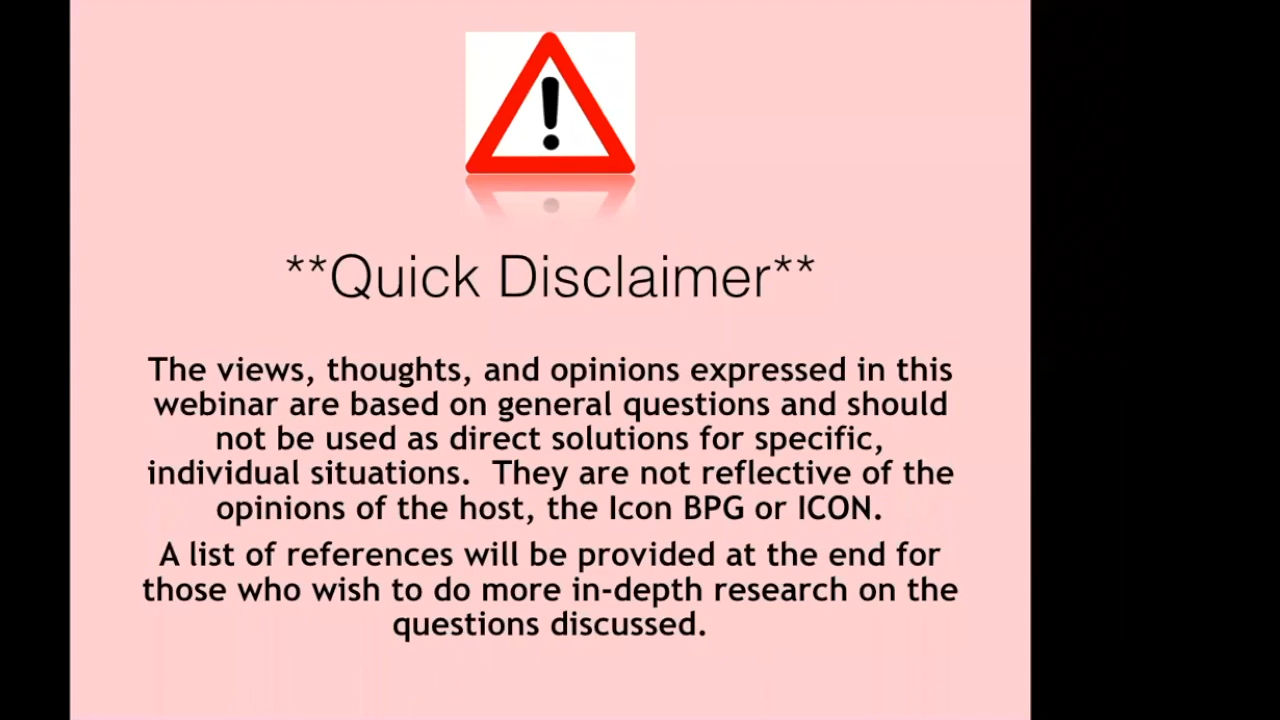 **Quick Disclaimer**
The views, thoughts, and opinions expressed in this
webinar are based on general questions and should
not be used as direct solutions for specific,
individual situations.  They are not reflective of the
opinions of the host, the Icon BPG or ICON.
A list of references will be provided at the end for
those who wish to do more in-depth research on the
questions discussed.